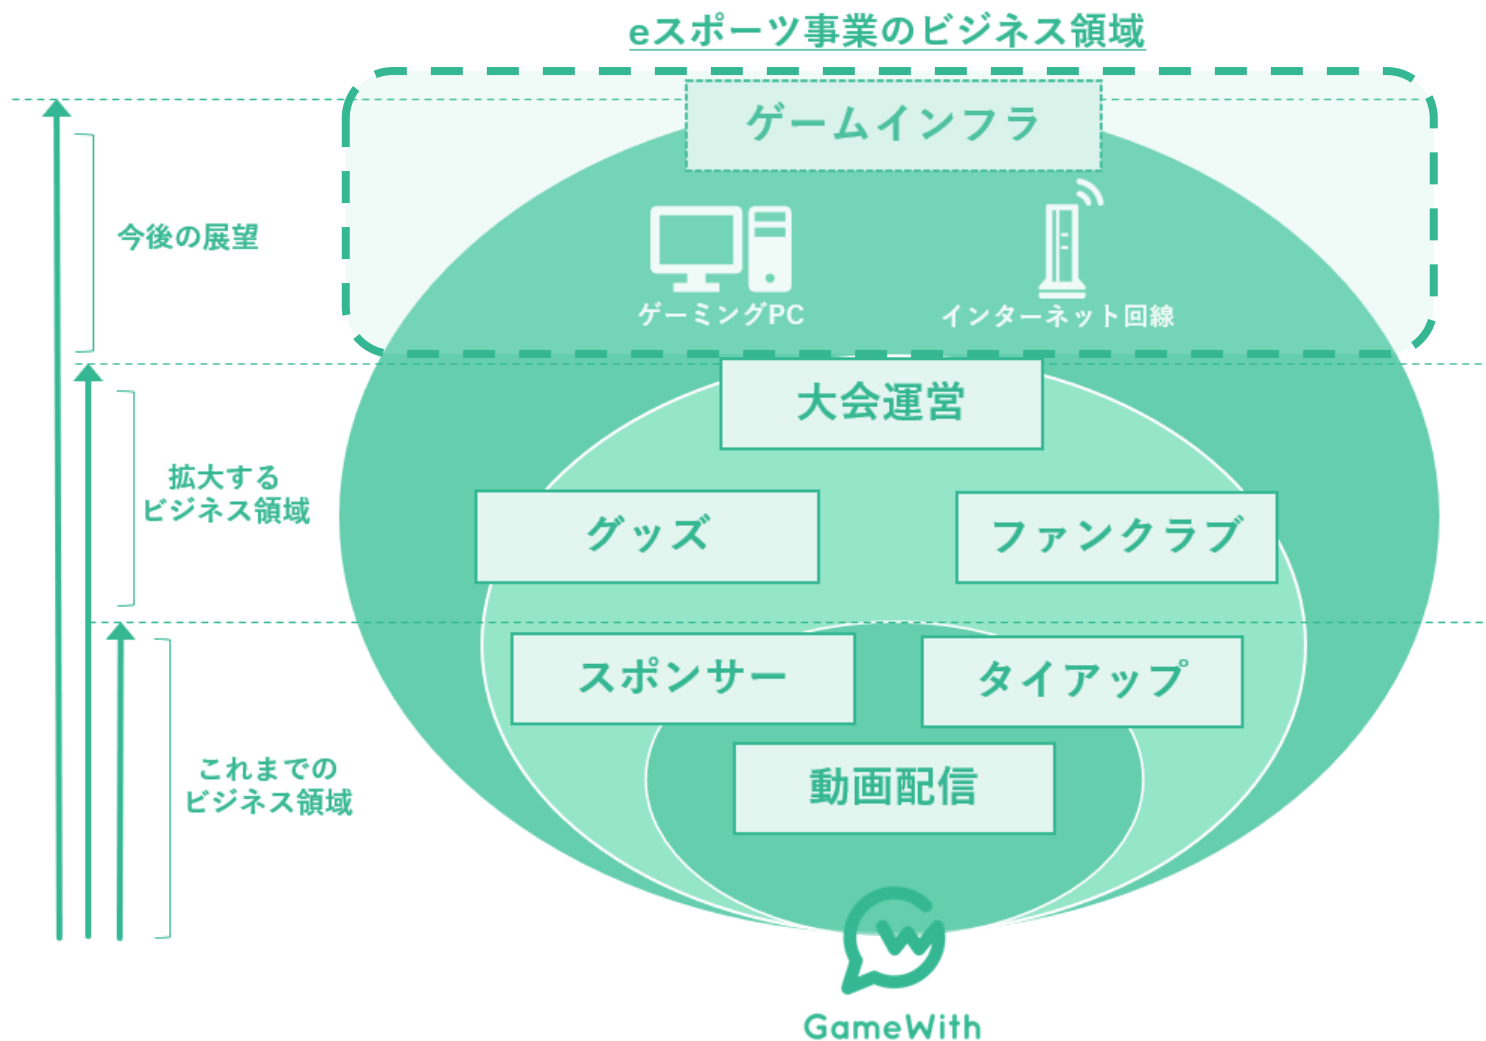 eスポーツ事業のビジネス領域
ゲームインフラ
今後の展望
ゲーミングPC
インターネット回線
大会運営
拡大する
ビジネス領域
グッズ
ファンクラブ
スポンサー
タイアップ
これまでの
ビジネス領域
動画配信
GameWith